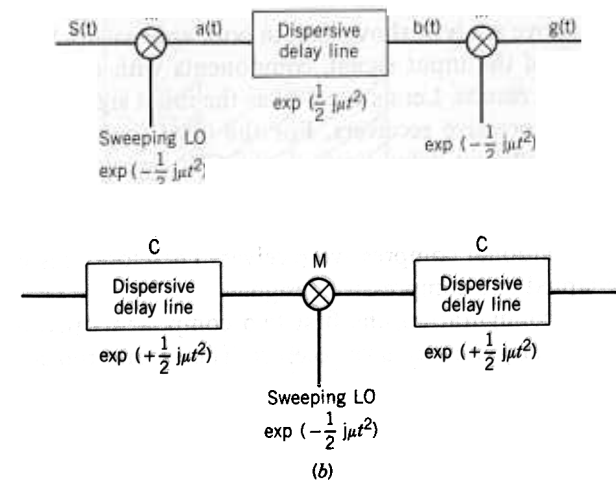 S(t) a(t) Dispersive delay line b(t) g(t)
exp (1/2 jμt²)
Sweeping LO
exp (−1/2 jμt²)
exp (−1/2 jμt²)
C M C
Dispersive delay line
Dispersive delay line
exp (+1/2 jμt²)
exp (+1/2 jμt²)
Sweeping LO
exp (−1/2 jμt²)
(b)